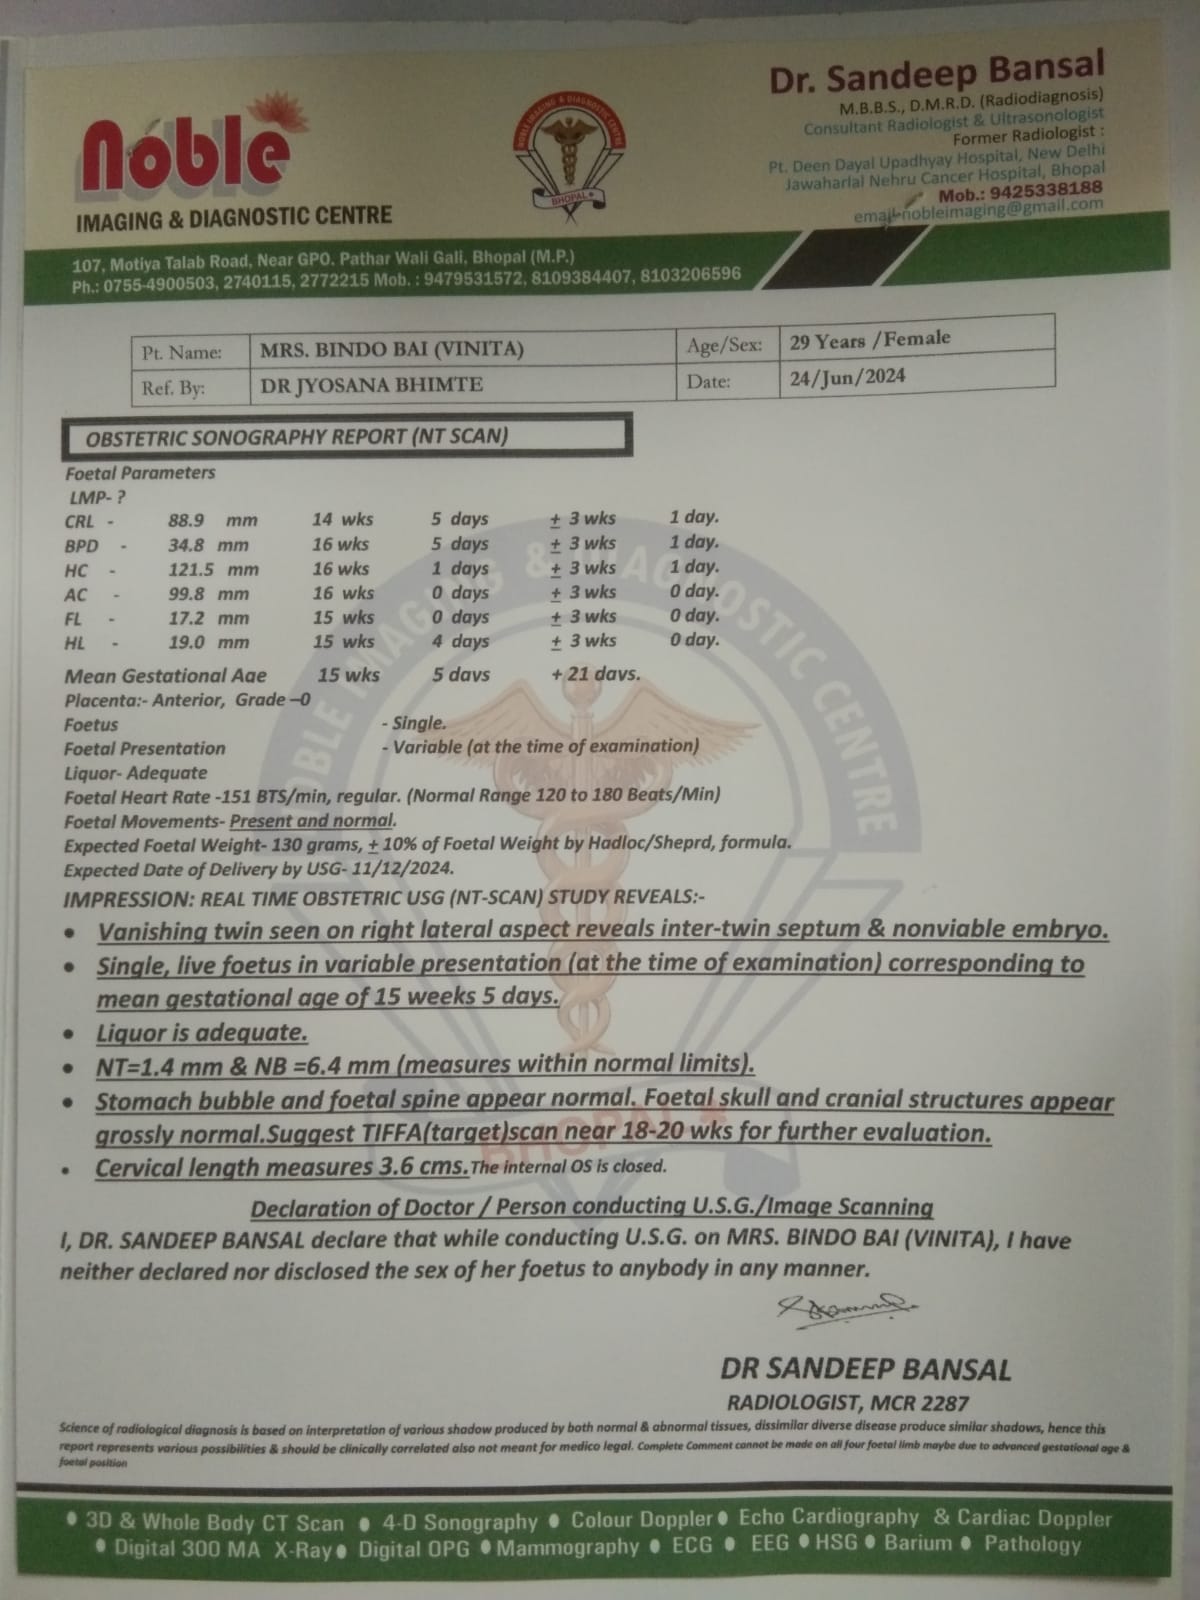 Dr. Sandeep Bansal
M.B.B.S., D.M.R.D. (Radiodiagnosis)
Consultant Radiologist & Ultrasonologist
Former Radiologist :
Pt. Deen Dayal Upadhyay Hospital, New Delhi
Jawaharlal Nehru Cancer Hospital, Bhopal
Mob.: 9425338188
email-nobleimaging@gmail.com
noble
IMAGING & DIAGNOSTIC CENTRE
NOBLE IMAGING & DIAGNOSTIC CENTRE
BHOPAL
107, Motiya Talab Road, Near GPO. Pathar Wali Gali, Bhopal (M.P.)
Ph.: 0755-4900503, 2740115, 2772215 Mob. : 9479531572, 8109384407, 8103206596
Pt. Name: MRS. BINDO BAI (VINITA) Age/Sex: 29 Years /Female
Ref. By: DR JYOSANA BHIMTE Date: 24/Jun/2024
OBSTETRIC SONOGRAPHY REPORT (NT SCAN)
Foetal Parameters
LMP- ?
CRL - 88.9 mm 14 wks 5 days ± 3 wks 1 day.
BPD - 34.8 mm 16 wks 5 days ± 3 wks 1 day.
HC - 121.5 mm 16 wks 1 days ± 3 wks 1 day.
AC - 99.8 mm 16 wks 0 days ± 3 wks 0 day.
FL - 17.2 mm 15 wks 0 days ± 3 wks 0 day.
HL - 19.0 mm 15 wks 4 days ± 3 wks 0 day.
Mean Gestational Age 15 wks 5 days + 21 days.
Placenta:- Anterior, Grade –0
Foetus - Single.
Foetal Presentation - Variable (at the time of examination)
Liquor- Adequate
Foetal Heart Rate -151 BTS/min, regular. (Normal Range 120 to 180 Beats/Min)
Foetal Movements- Present and normal.
Expected Foetal Weight- 130 grams, ± 10% of Foetal Weight by Hadloc/Sheprd, formula.
Expected Date of Delivery by USG- 11/12/2024.
IMPRESSION: REAL TIME OBSTETRIC USG (NT-SCAN) STUDY REVEALS:-
• Vanishing twin seen on right lateral aspect reveals inter-twin septum & nonviable embryo.
• Single, live foetus in variable presentation (at the time of examination) corresponding to
mean gestational age of 15 weeks 5 days.
• Liquor is adequate.
• NT=1.4 mm & NB =6.4 mm (measures within normal limits).
• Stomach bubble and foetal spine appear normal. Foetal skull and cranial structures appear
grossly normal.Suggest TIFFA(target)scan near 18-20 wks for further evaluation.
• Cervical length measures 3.6 cms.The internal OS is closed.
Declaration of Doctor / Person conducting U.S.G./Image Scanning
I, DR. SANDEEP BANSAL declare that while conducting U.S.G. on MRS. BINDO BAI (VINITA), I have
neither declared nor disclosed the sex of her foetus to anybody in any manner.
DR SANDEEP BANSAL
RADIOLOGIST, MCR 2287
Science of radiological diagnosis is based on interpretation of various shadow produced by both normal & abnormal tissues, dissimilar diverse disease produce similar shadows, hence this
report represents various possibilities & should be clinically correlated also not meant for medico legal. Complete Comment cannot be made on all four foetal limb maybe due to advanced gestational age &
foetal position
• 3D & Whole Body CT Scan • 4-D Sonography • Colour Doppler • Echo Cardiography & Cardiac Doppler
• Digital 300 MA X-Ray • Digital OPG • Mammography • ECG • EEG • HSG • Barium • Pathology